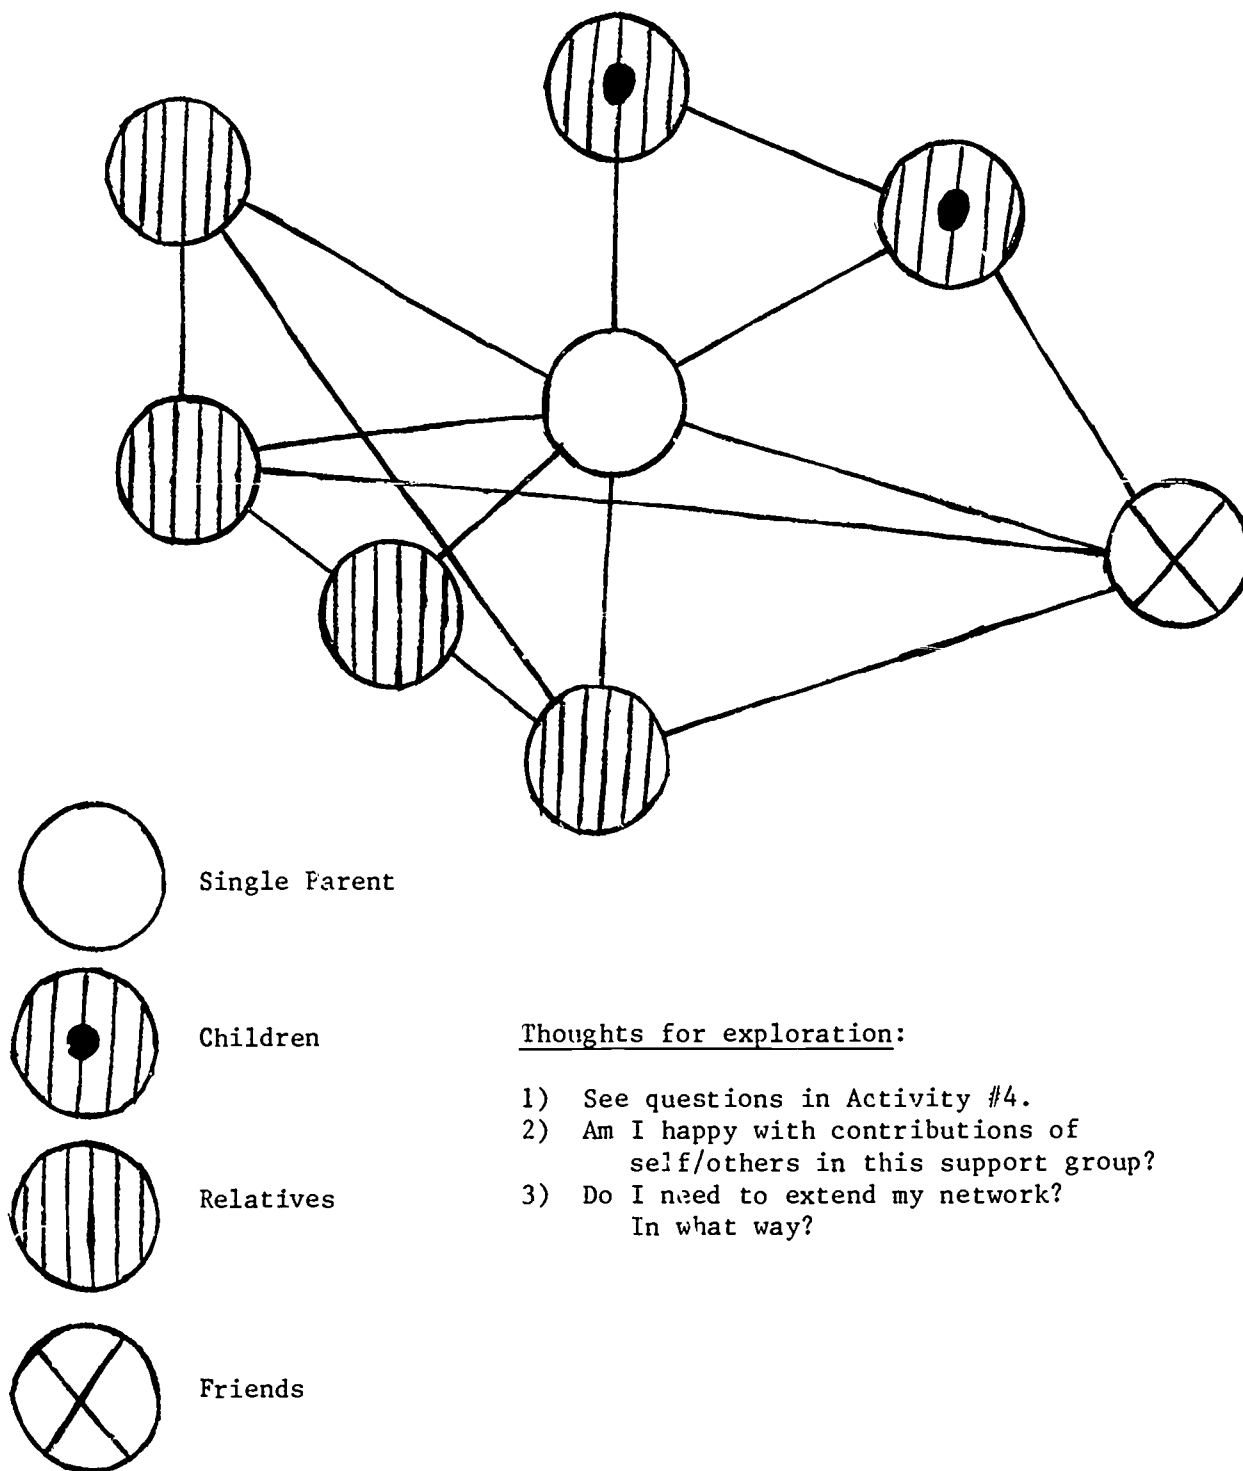 Single Parent
Children
Thoughts for exploration:
1) See questions in Activity #4.
2) Am I happy with contributions of
self/others in this support group?
Relatives
3) Do I need to extend my network?
In what way?
Friends